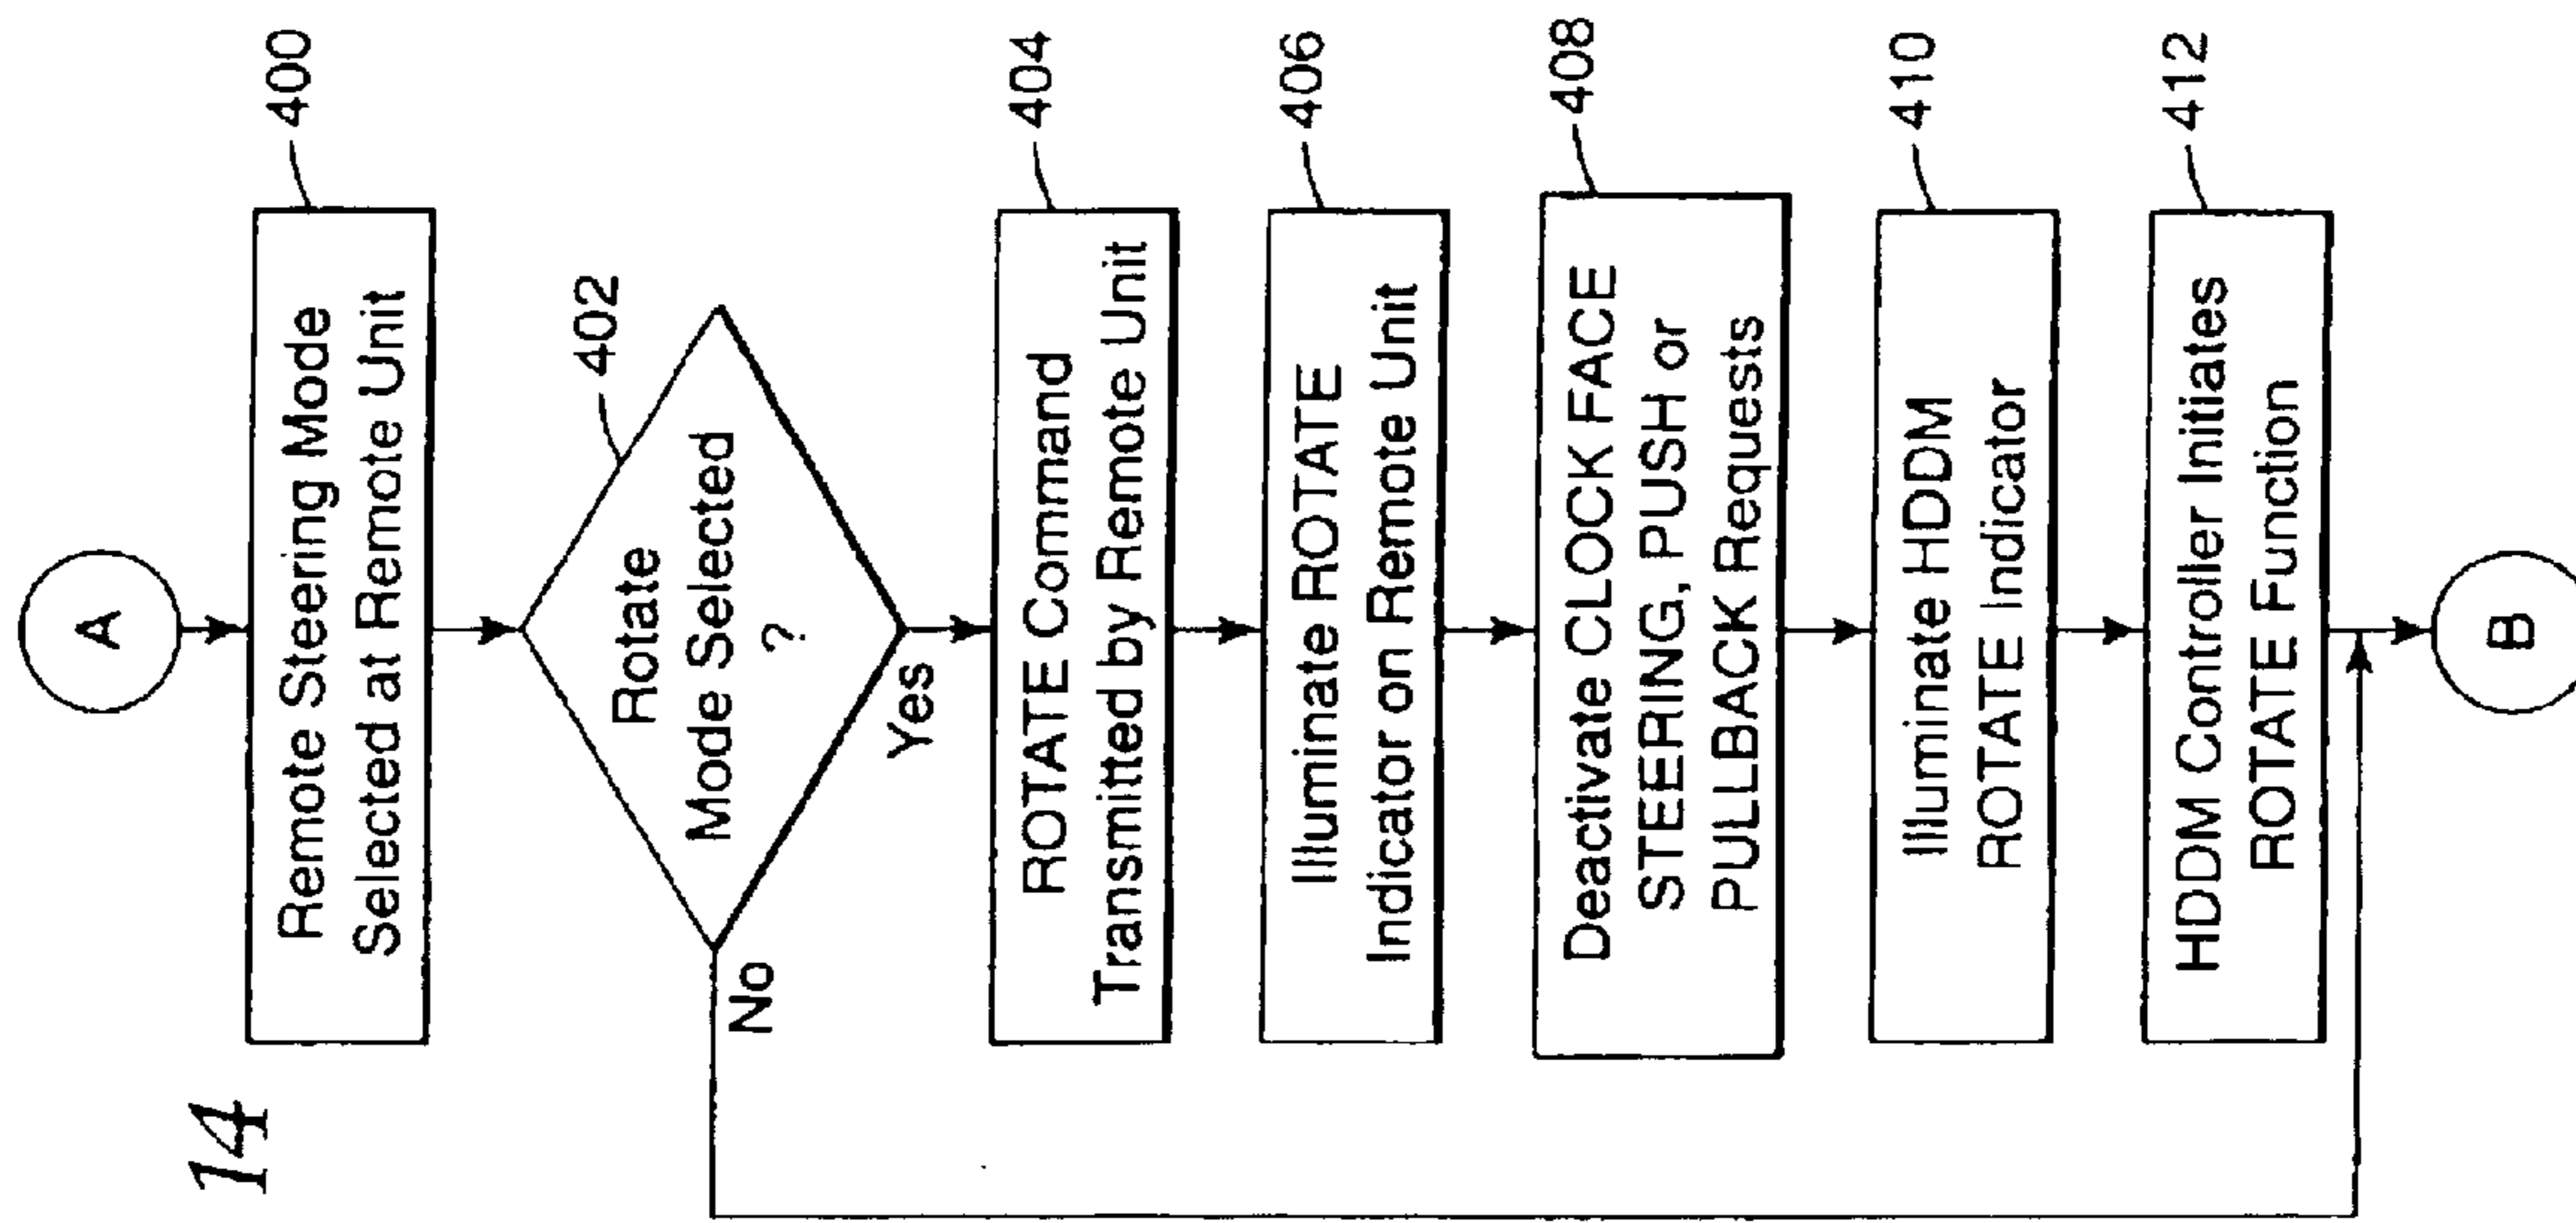 14
A
400
Remote Steering Mode
Selected at Remote Unit
402
Rotate
Mode Selected
?
No
Yes
404
ROTATE Command
Transmitted by Remote Unit
406
Illuminate ROTATE
Indicator on Remote Unit
408
Deactivate CLOCK FACE
STEERING, PUSH or
PULLBACK Requests
410
Illuminate HDDM
ROTATE Indicator
412
HDDM Controller Initiates
ROTATE Function
B